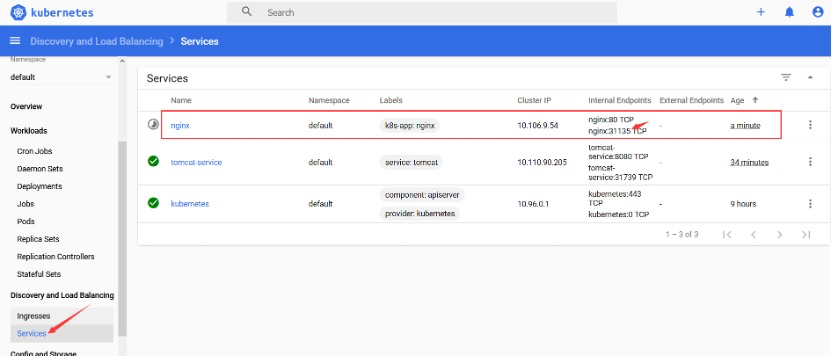 kubernetes
Search
Discovery and Load Balancing > Services
Namespace
default
Overview
Workloads
Cron Jobs
Daemon Sets
Deployments
Jobs
Pods
Replica Sets
Replication Controllers
Stateful Sets
Discovery and Load Balancing
Ingresses
Services
Config and Storage
Services
Name Namespace Labels Cluster IP Internal Endpoints External Endpoints Age
nginx default k8s-app: nginx 10.106.9.54 nginx:80 TCP - a minute
nginx:31135 TCP
tomcat-service default service: tomcat 10.110.90.205 tomcat-
service:8080 TCP - 34 minutes
tomcat-
service:31739 TCP
kubernetes default component: apiserver 10.96.0.1 kubernetes:443
TCP - 9 hours
provider: kubernetes kubernetes:0 TCP
1 – 3 of 3